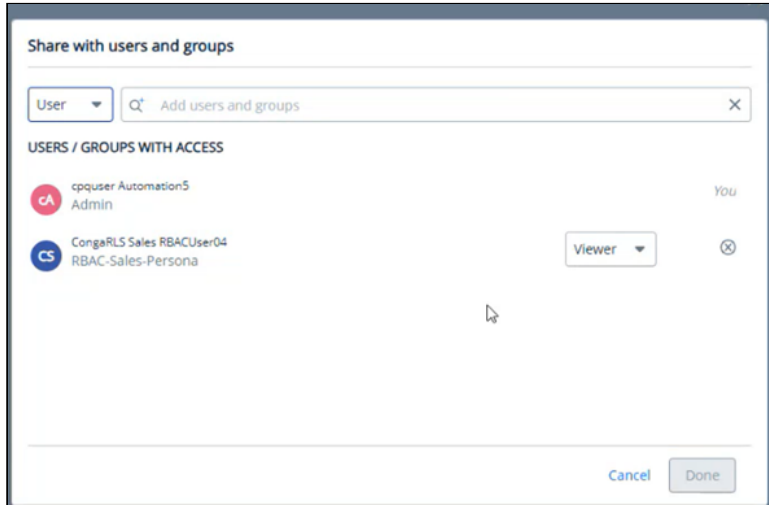 Share with users and groups
User
Add users and groups
USERS / GROUPS WITH ACCESS
cA
cpquser Automation5
Admin
You
CS
CongaRLS Sales RBACUser04
RBAC-Sales-Persona
Viewer
Cancel
Done